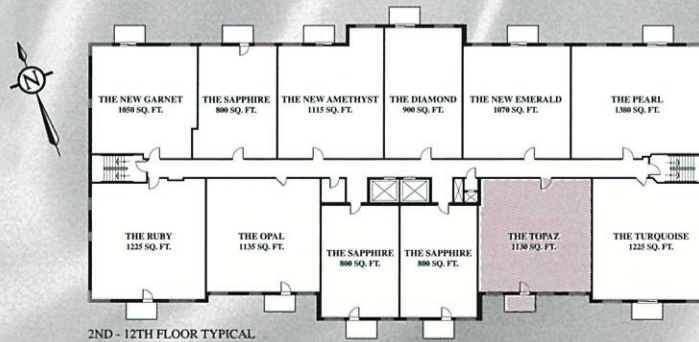 N
THE NEW GARNET
1050 SQ. FT.
THE SAPPHIRE
800 SQ. FT.
THE NEW AMETHYST
1115 SQ. FT.
THE DIAMOND
900 SQ. FT.
THE NEW EMERALD
1070 SQ. FT.
THE PEARL
1380 SQ. FT.
THE RUBY
1225 SQ. FT.
THE OPAL
1135 SQ. FT.
THE SAPPHIRE
800 SQ. FT.
THE SAPPHIRE
800 SQ. FT.
THE TOPAZ
1130 SQ. FT.
THE TURQUOISE
1225 SQ. FT.
2ND - 12TH FLOOR TYPICAL